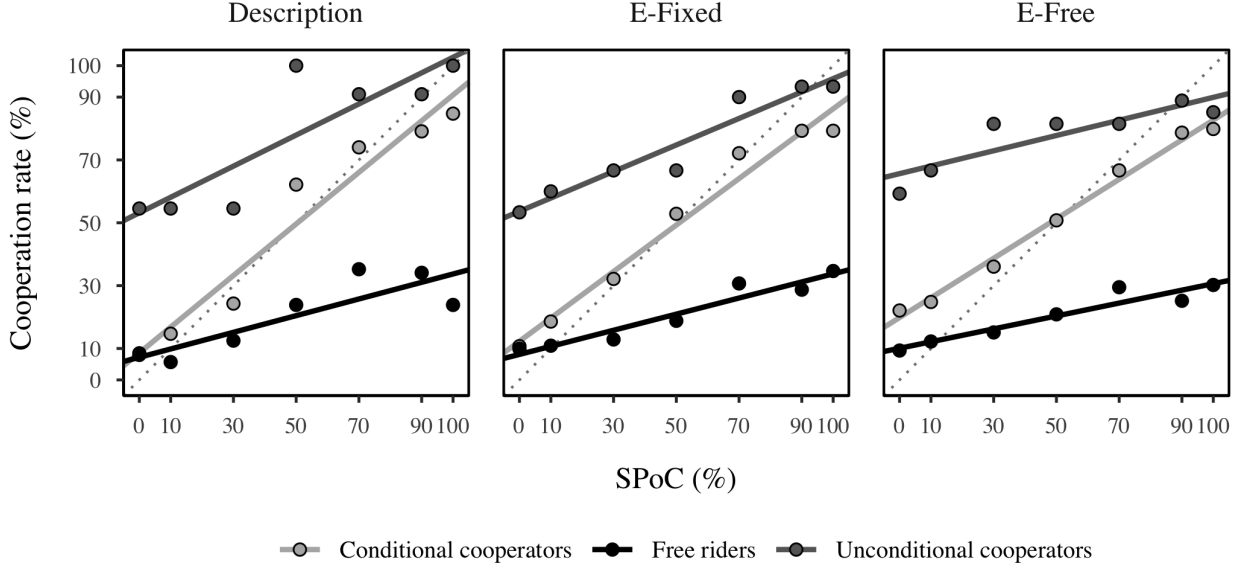 Description E-Fixed E-Free
Cooperation rate (%)
100
90
70
50
30
10
0
0 10 30 50 70 90 100 0 10 30 50 70 90 100 0 10 30 50 70 90 100
SPoC (%)
Conditional cooperators Free riders Unconditional cooperators